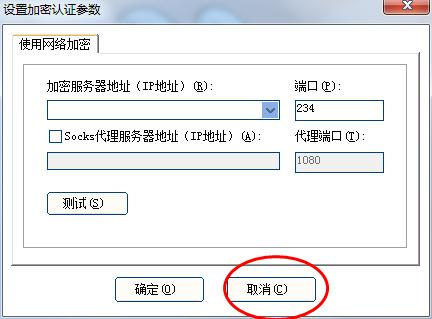 设置加密认证参数
使用网络加密
加密服务器地址（IP地址）(R):
端口(P):
234
Socks代理服务器地址（IP地址）(A):
代理端口(T):
1080
测试(S)
确定(O)
取消(C)